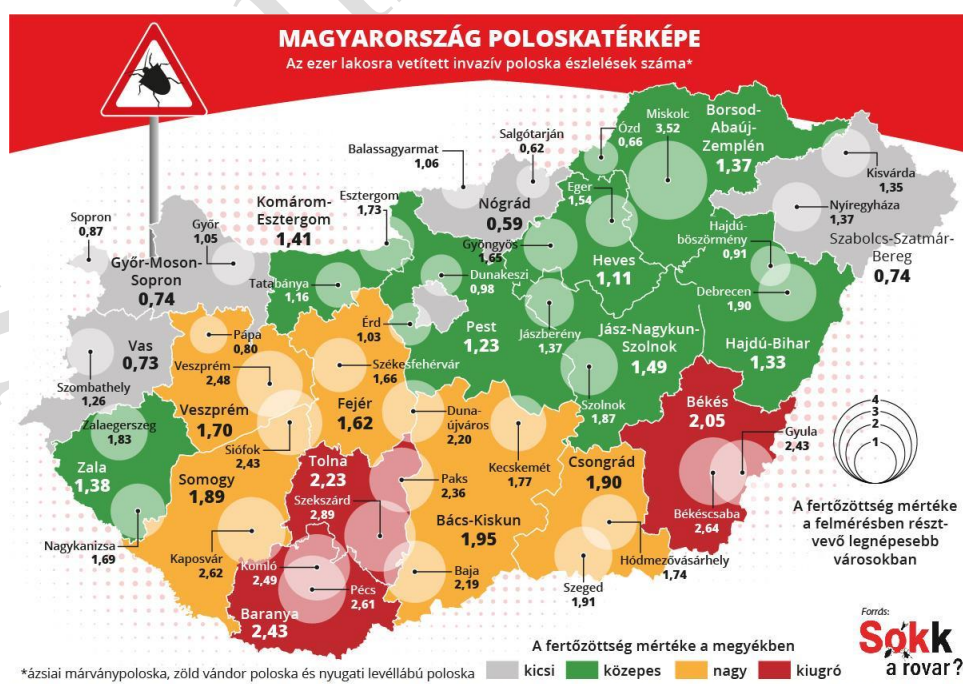 MAGYARORSZÁG POLOSKATÉRKÉPE
Az ezer lakosra vetített invazív poloska észlelések száma*
Miskolc
3,52
Borsod-
Abaúj-
Zemplén
1,37
Ózd
0,66
Salgótarján
0,62
Balassagyarmat
1,06
Kisvárda
1,35
Eger
1,54
Esztergom
1,73
Komárom-
Esztergom
1,41
Nógrád
0,59
Nyíregyháza
1,37
Sopron
0,87
Győr
1,05
Hajdú-
böszörmény
0,91
Szabolcs-Szatmár-
Bereg
0,74
Gyöngyös
1,65
Heves
1,11
Győr-Moson-
Sopron
0,74
Tatabánya
1,16
Dunakeszi
0,98
Debrecen
1,90
Érd
1,03
Pest
1,23
Jászberény
1,37
Jász-Nagykun-
Szolnok
1,49
Hajdú-Bihar
1,33
Vas
0,73
Pápa
0,80
Veszprém
2,48
Székesfehérvár
1,66
Szombathely
1,26
Veszprém
1,70
Fejér
1,62
Duna-
újváros
2,20
Szolnok
1,87
Békés
2,05
4
3
2
1
Zalaegerszeg
1,83
Siófok
2,43
Gyula
2,43
Zala
1,38
Somogy
1,89
Tolna
2,23
Paks
2,36
Kecskemét
1,77
Csongrád
1,90
Szekszárd
2,89
Bács-Kiskun
1,95
Békéscsaba
2,64
A fertőzöttség mértéke
a felmérésben részt-
vevő legnépesebb
városokban
Nagykanizsa
1,69
Kaposvár
2,62
Komló
2,49
Baja
2,19
Hódmezővásárhely
1,74
Szeged
1,91
Pécs
2,61
Baranya
2,43
Forrás:
Sokk
a rovar?
A fertőzöttség mértéke a megyékben
kicsi közepes nagy kiugró
*ázsiai márványpoloska, zöld vándor poloska és nyugati levéllábú poloska